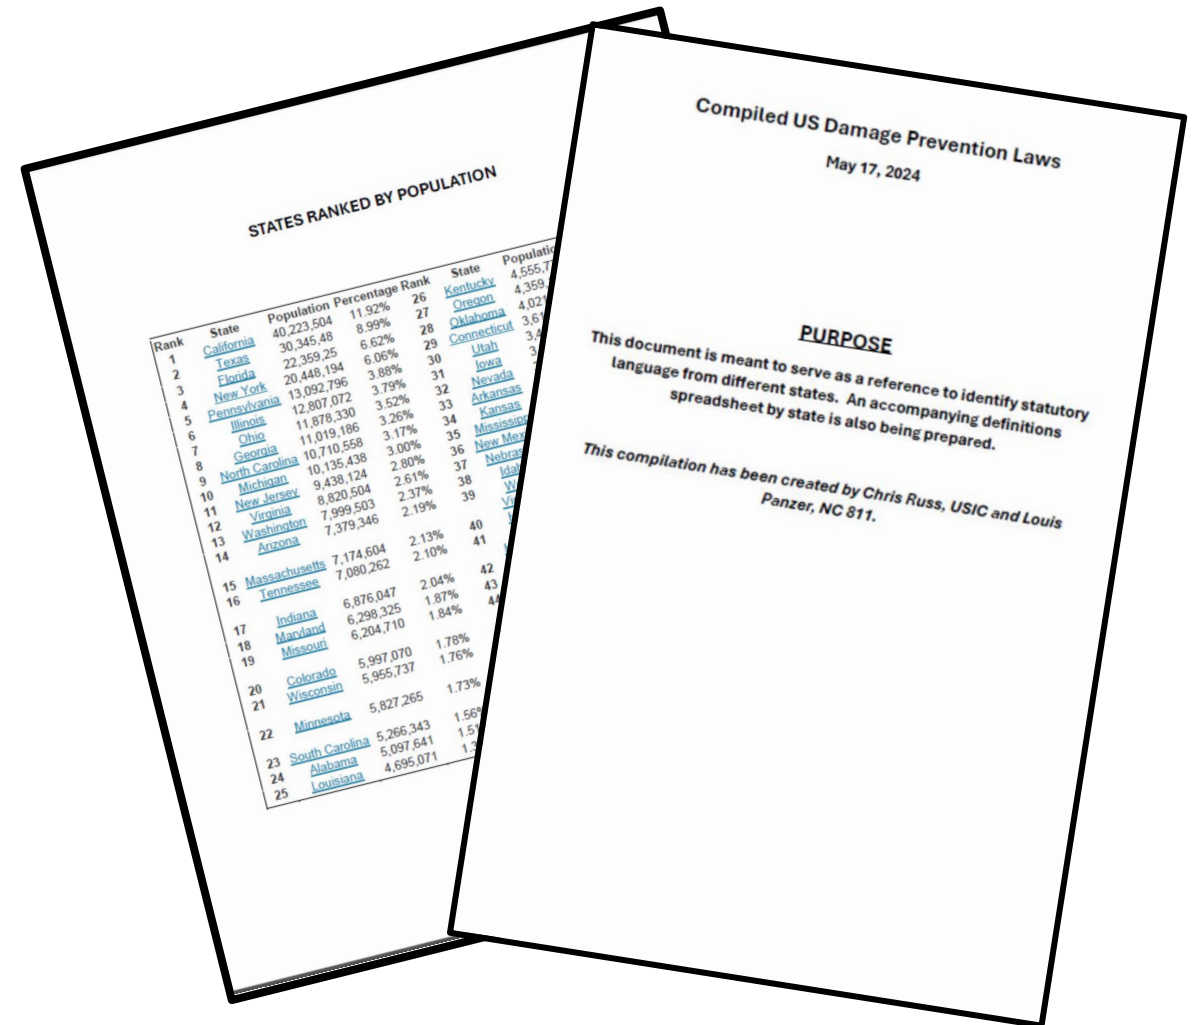 STATES RANKED BY POPULATION
Rank State Population Percentage Rank State
1 California 40,223,504 11.92% 26 Kentucky
2 Texas 30,345,48 8.99% 27 Oregon
3 Florida 22,359,25 6.62% 28 Oklahoma
4 New York 20,448,194 6.06% 29 Connecticut
5 Pennsylvania 13,092,796 3.88% 30 Utah
6 Illinois 12,807,072 3.79% 31 Iowa
7 Ohio 11,878,330 3.52% 32 Nevada
8 Georgia 11,019,186 3.26% 33 Arkansas
9 North Carolina 10,710,558 3.17% 34 Kansas
10 Michigan 10,135,438 3.00% 35
11 New Jersey 9,438,124 2.80% 36
12 Virginia 8,820,504 2.61% 37
13 Washington 7,999,503 2.37% 38
14 Arizona 7,379,346 2.19% 39
15 Massachusetts 7,174,604 2.13% 40
16 Tennessee 7,080,262 2.10% 41
17 Indiana 6,876,047 2.04% 42
18 Maryland 6,298,325 1.87% 43
19 Missouri 6,204,710 1.84% 44
20 Colorado 5,997,070 1.78%
21 Wisconsin 5,955,737 1.76%
22 Minnesota 5,827,265 1.73%
23 South Carolina 5,266,343
24 Alabama 5,097,641
25 Louisiana 4,695,071
Compiled US Damage Prevention Laws
May 17, 2024
PURPOSE
This document is meant to serve as a reference to identify statutory
language from different states. An accompanying definitions
spreadsheet by state is also being prepared.
This compilation has been created by Chris Russ, USIC and Louis
Panzer, NC 811.